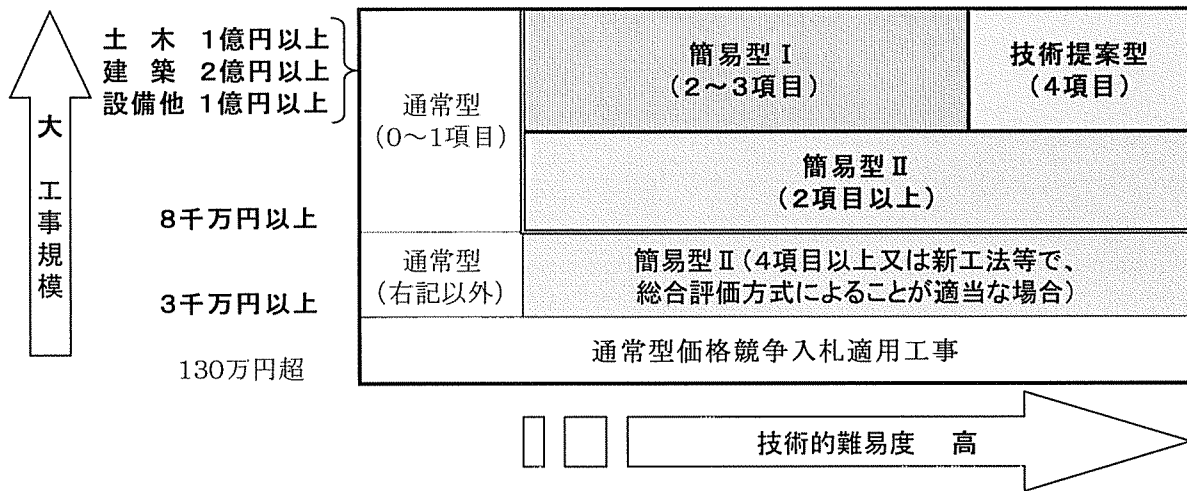 土 木 1億円以上
建 築 2億円以上
設備他 1億円以上
大 工事規模
8千万円以上
3千万円以上
130万円超
通常型
(0～1項目)
簡易型Ⅰ
(2～3項目)
技術提案型
(4項目)
簡易型Ⅱ
(2項目以上)
通常型
(右記以外)
簡易型Ⅱ(4項目以上又は新工法等で、
総合評価方式によることが適当な場合)
通常型価格競争入札適用工事
技術的難易度 高